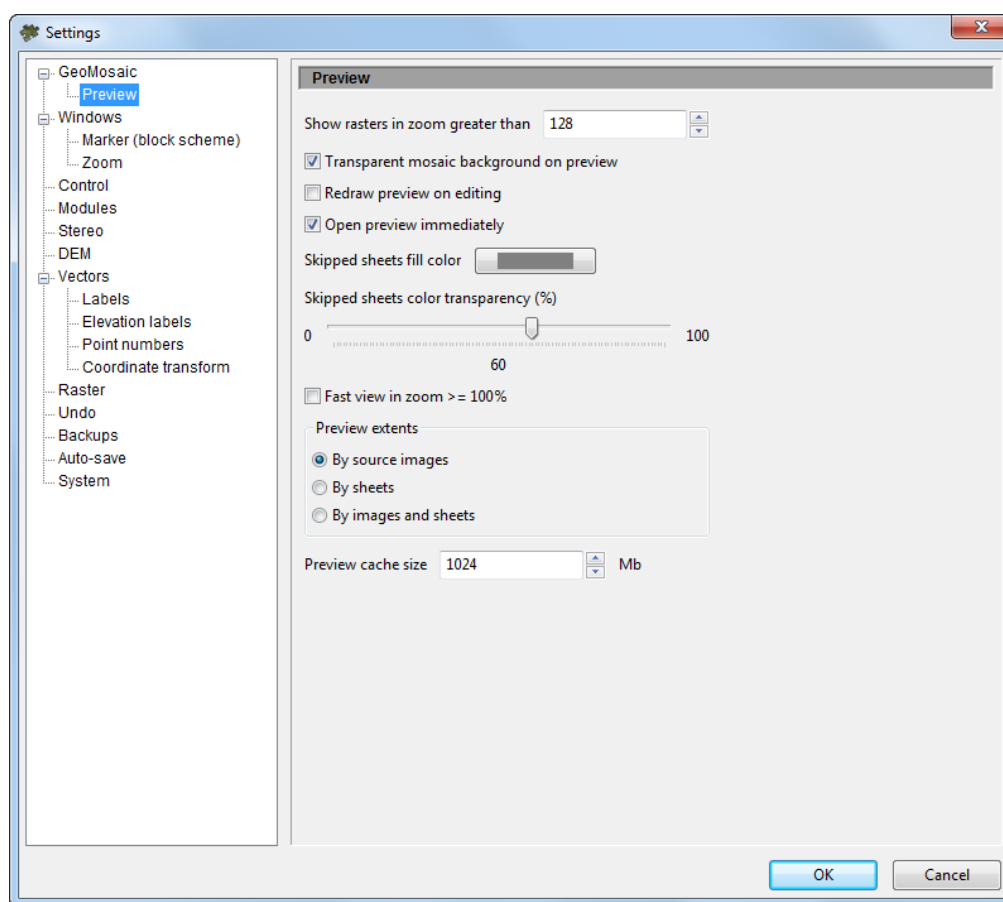 Settings
GeoMosaic
Preview
Windows
Marker (block scheme)
Zoom
Control
Modules
Stereo
DEM
Vectors
Labels
Elevation labels
Point numbers
Coordinate transform
Raster
Undo
Backups
Auto-save
System
Preview
Show rasters in zoom greater than 128
Transparent mosaic background on preview
Redraw preview on editing
Open preview immediately
Skipped sheets fill color
Skipped sheets color transparency (%)
0 100
60
Fast view in zoom >= 100%
Preview extents
By source images
By sheets
By images and sheets
Preview cache size 1024 Mb
OK Cancel